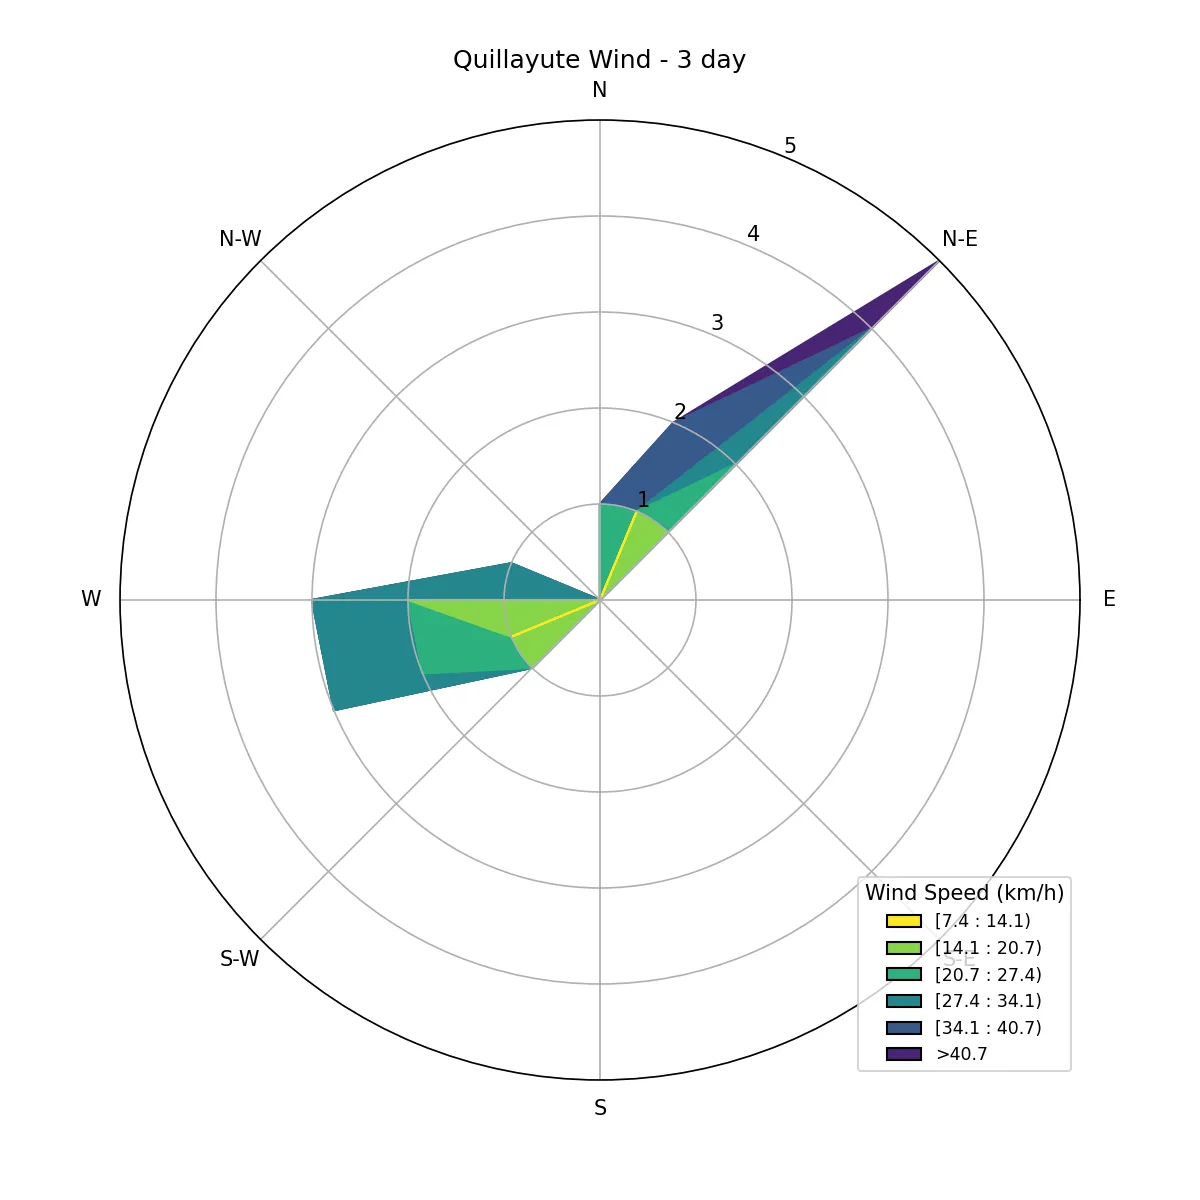 Quillayute Wind - 3 day
N
5
N-W
N-E
4
3
2
1
W
E
Wind Speed (km/h)
[7.4 : 14.1)
[14.1 : 20.7)
S-W
S-E
[20.7 : 27.4)
[27.4 : 34.1)
[34.1 : 40.7)
>40.7
S